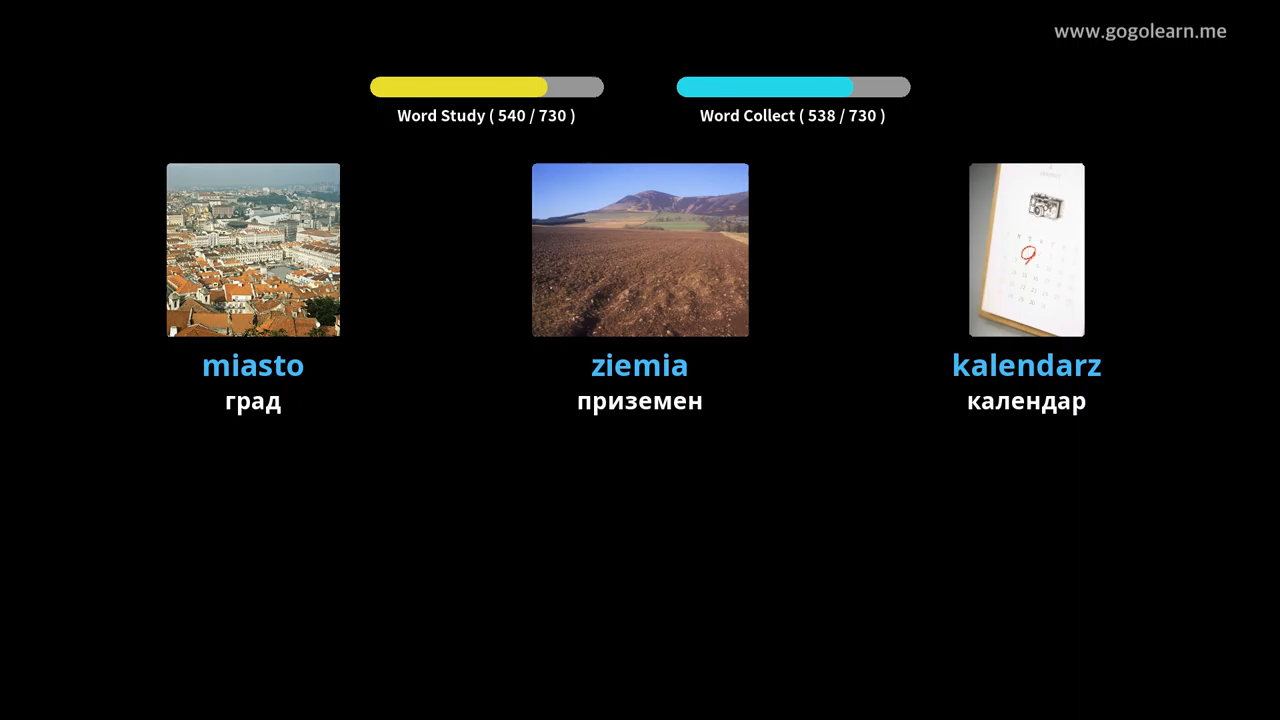 www.gogolearn.me
Word Study ( 540 / 730 )
Word Collect ( 538 / 730 )
miasto
ziemia
kalendarz
град
приземен
календар